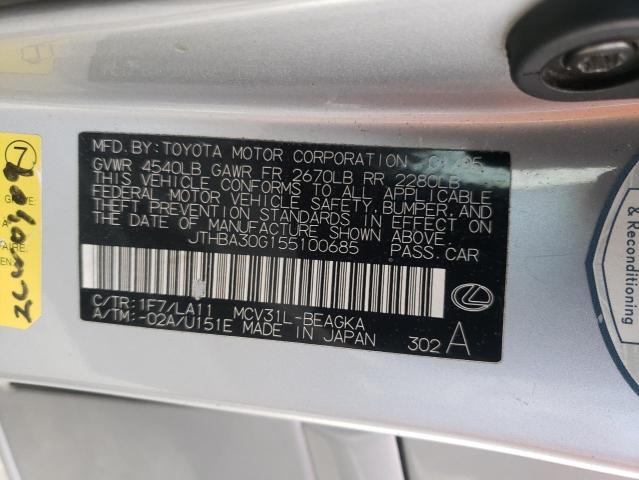 MFD. BY: TOYOTA MOTOR CORPORATION
GVWR 4540LB GAWR FR 2670LB RR 2280LB
THIS VEHICLE CONFORMS TO ALL APPLICABLE
FEDERAL MOTOR VEHICLE SAFETY, BUMPER, AND
THEFT PREVENTION STANDARDS IN EFFECT ON
THE DATE OF MANUFACTURE SHOWN ABOVE.
JTHBA30G155100685 PASS. CAR
C/TR: 1F7/LA11 MCV31L-BEAGKA
A/TM: -02A/U151E MADE IN JAPAN 302 A
7
& Reconditioning